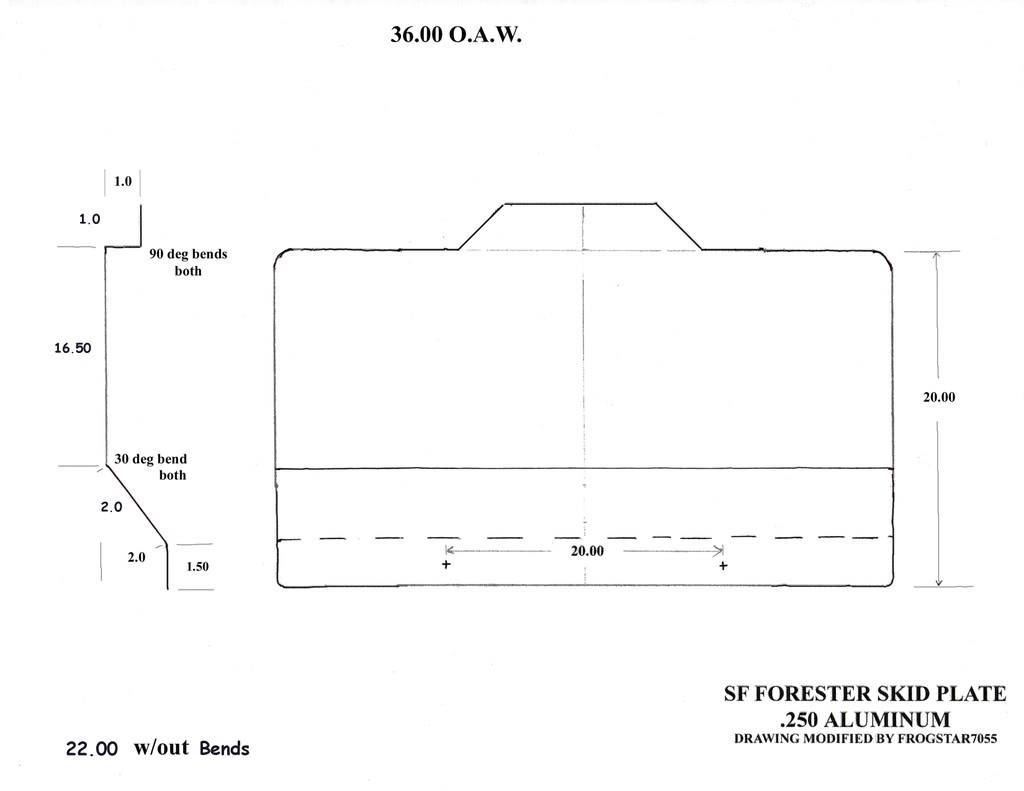 36.00 O.A.W.
1.0
1.0
90 deg bends
both
16.50
20.00
30 deg bend
both
2.0
2.0
1.50
20.00
SF FORESTER SKID PLATE
.250 ALUMINUM
DRAWING MODIFIED BY FROGSTAR7055
22.00 w/out Bends